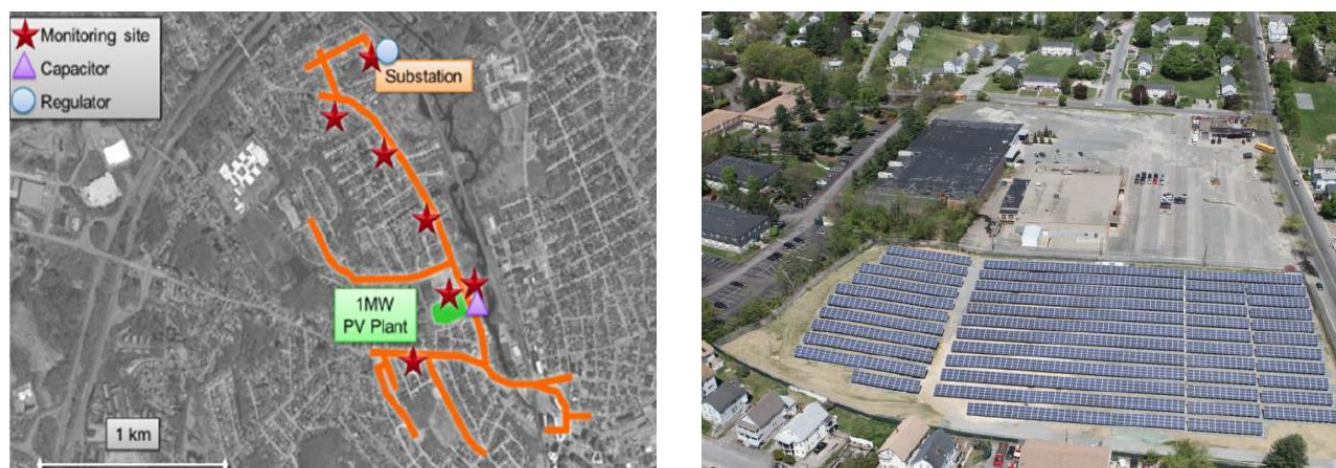 Monitoring site
Capacitor
Regulator
Substation
1MW
PV Plant
1 km